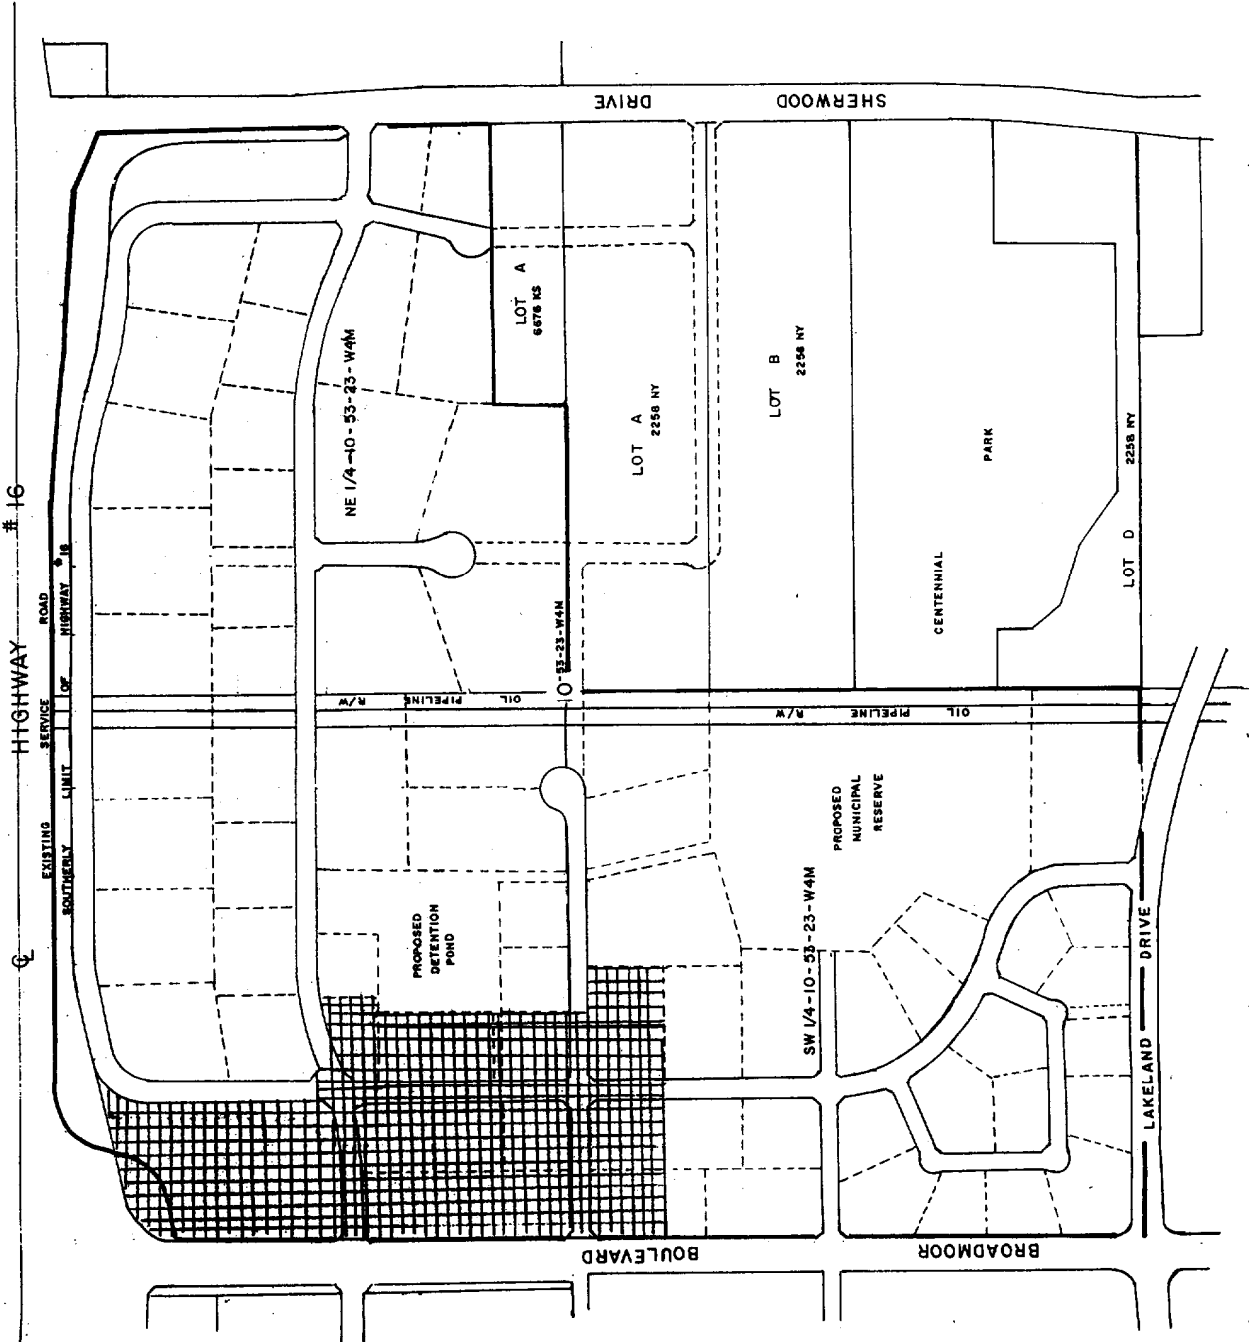 HIGHWAY # 16
EXISTING SERVICE ROAD
SOUTHERLY LIMIT OF HIGHWAY # 16
SHERWOOD DRIVE
NE 1/4-10-53-23-W4M
LOT A
6676 KS
LOT A
2258 NY
LOT B
2256 NY
PARK
CENTENNIAL
LOT D
2258 NY
10-53-23-W4M
OIL PIPELINE R/W
OIL PIPELINE R/W
PROPOSED
DETENTION
POND
PROPOSED
MUNICIPAL
RESERVE
SW 1/4-10-53-23-W4M
LAKELAND DRIVE
BROADMOOR BOULEVARD